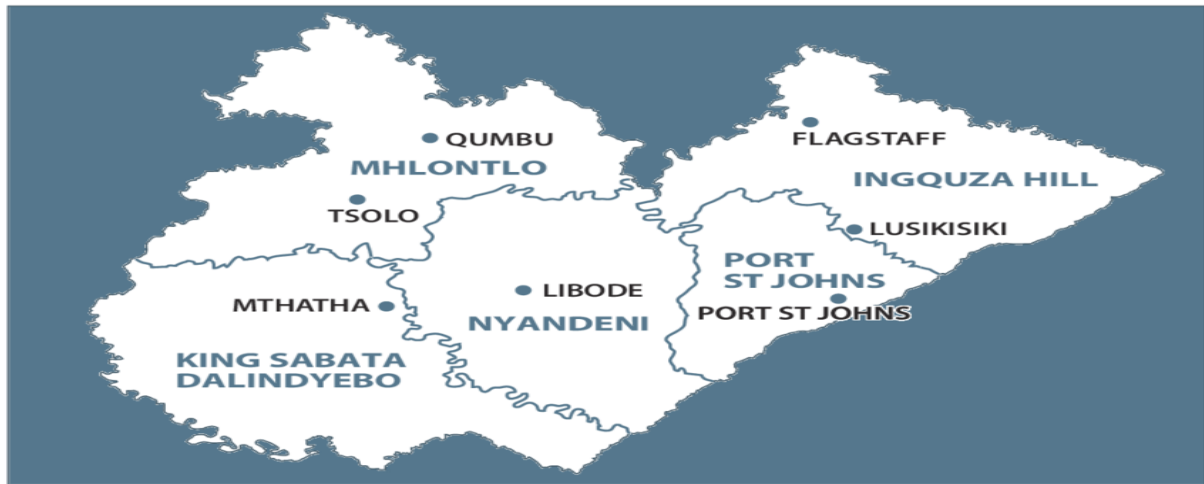 QUMBU
MHLONTLO
TSOLO
FLAGSTAFF
INGQUZA HILL
LUSIKISIKI
PORT
ST JOHNS
PORT ST JOHNS
LIBODE
NYANDENI
MTHATHA
KING SABATA
DALINDYEBO